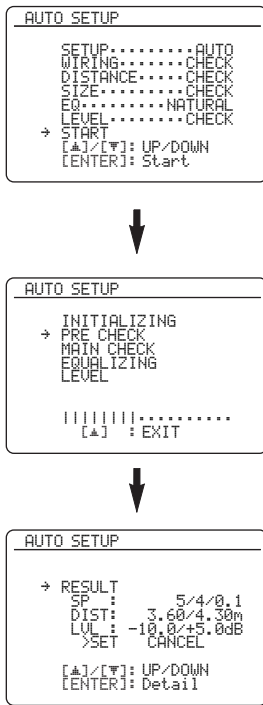 AUTO SETUP
SETUP·········AUTO
WIRING·······CHECK
DISTANCE·····CHECK
SIZE·········CHECK
EQ·········NATURAL
LEVEL········CHECK
→ START
[▲]/[▼]: UP/DOWN
[ENTER]: Start
AUTO SETUP
INITIALIZING
→ PRE CHECK
MAIN CHECK
EQUALIZING
LEVEL
||||||||··········
[▲] : EXIT
AUTO SETUP
→ RESULT
SP : 5/4/0.1
DIST: 3.60/4.30m
LVL : -10.0/+5.0dB
>SET CANCEL
[▲]/[▼]: UP/DOWN
[ENTER]: Detail